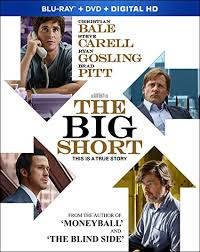 BLU-RAY + DVD + DIGITAL HD
CHRISTIAN
BALE
STEVE
CARELL
RYAN
GOSLING
BRAD
PITT
THE
BIG
SHORT
THIS IS A TRUE STORY
FROM THE AUTHOR OF
'MONEYBALL' AND
'THE BLIND SIDE'